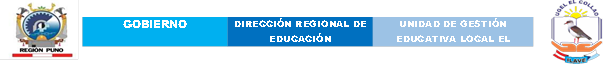 GOBIERNO
DIRECCIÓN REGIONAL DE
EDUCACIÓN
UNIDAD DE GESTIÓN
EDUCATIVA LOCAL EL
REGION PUNO
UGEL EL COLLAO
ILAVE